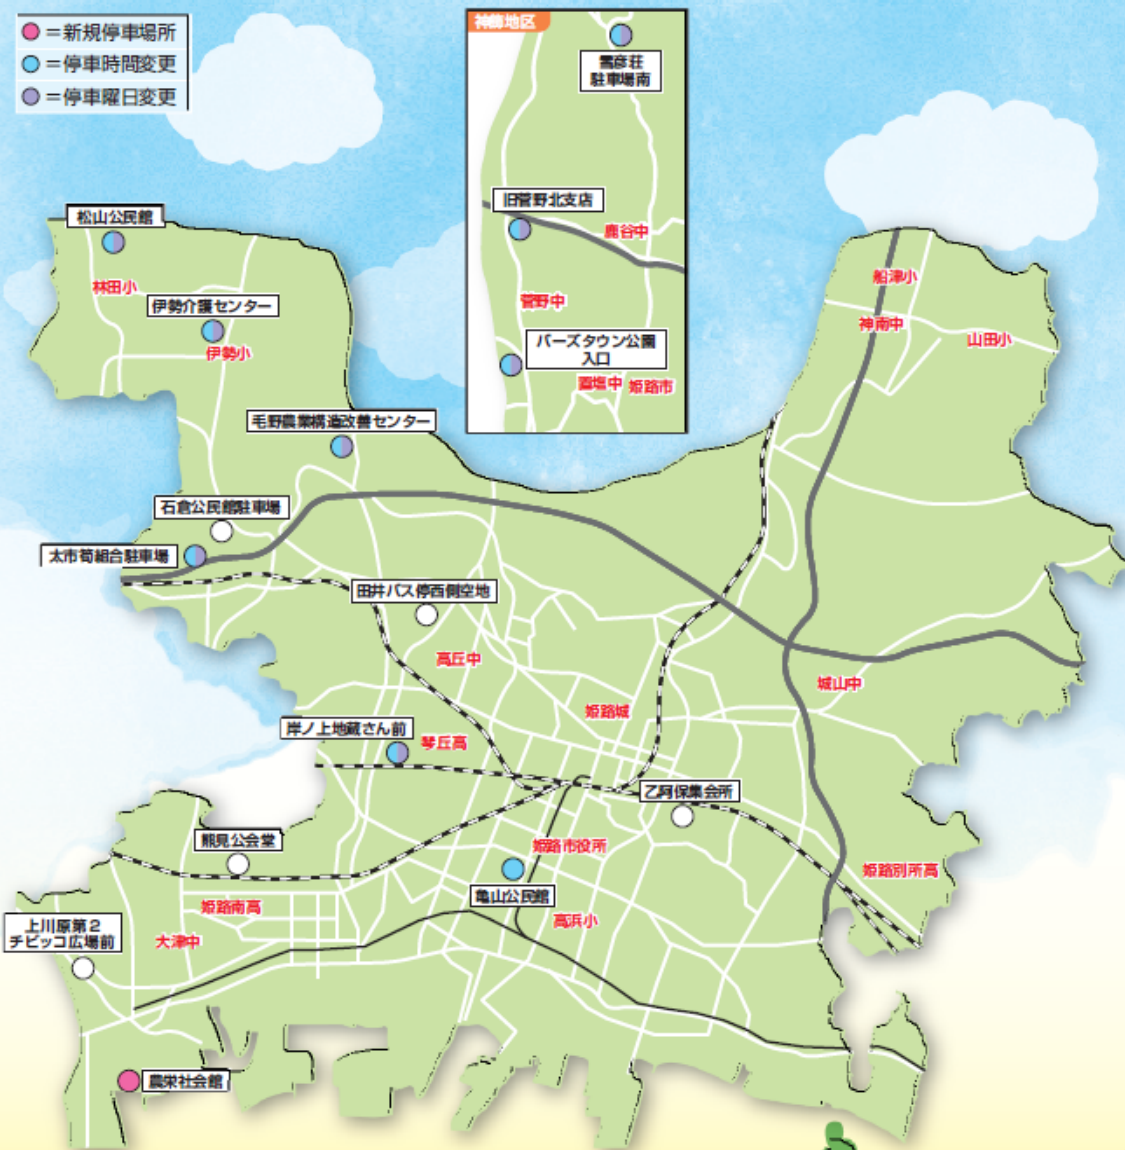 =新規停車場所
=停車時間変更
=停車曜日変更
神飾地区
雪彦荘
駐車場南
旧菅野北支店
鹿谷中
菅野中
バーズタウン公園
入口
置塩中
姫路市
松山公民館
林田小
伊勢介護センター
伊勢小
船津小
神南中
山田小
毛野農業構造改善センター
石倉公民館駐車場
太市筍組合駐車場
田井バス停西側空地
高丘中
城山中
姫路城
岸ノ上地蔵さん前
琴丘高
乙阿保集会所
熊見公会堂
姫路市役所
姫路別所高
亀山公民館
姫路南高
高浜小
上川原第2
チビッコ広場前
大津中
農栄社会館